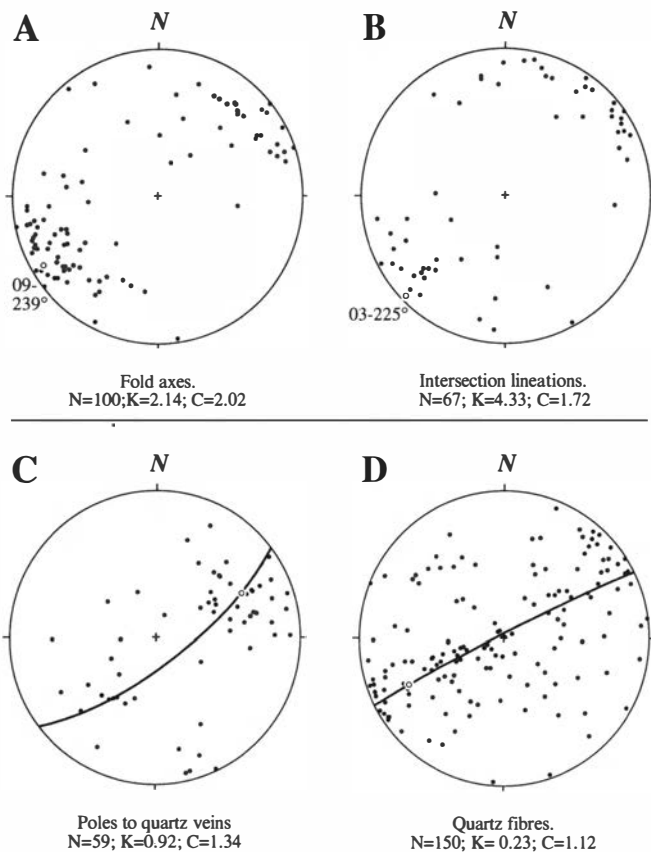 A
N
09-
239°
Fold axes.
N=100;K=2.14; C=2.02
B
N
03-225°
Intersection lineations.
N=67; K=4.33; C=1.72
C
N
Poles to quartz veins
N=59; K=0.92; C=1.34
D
N
Quartz fibres.
N=150; K= 0.23; C=1.12